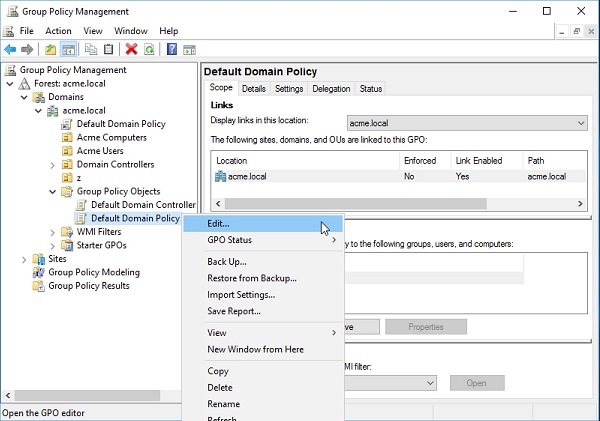 Group Policy Management
File Action View Window Help
Group Policy Management
Forest: acme.local
Domains
acme.local
Default Domain Policy
Acme Computers
Acme Users
Domain Controllers
z
Group Policy Objects
Default Domain Controller
Default Domain Policy
WMI Filters
Starter GPOs
Sites
Group Policy Modeling
Group Policy Results
Default Domain Policy
Scope Details Settings Delegation Status
Links
Display links in this location: acme.local
The following sites, domains, and OUs are linked to this GPO:
Location Enforced Link Enabled Path
acme.local No Yes acme.local
y to the following groups, users, and computers:
ve Properties
MI filter:
Open
Edit...
GPO Status
Back Up...
Restore from Backup...
Import Settings...
Save Report...
View
New Window from Here
Copy
Delete
Rename
Refresh
Open the GPO editor